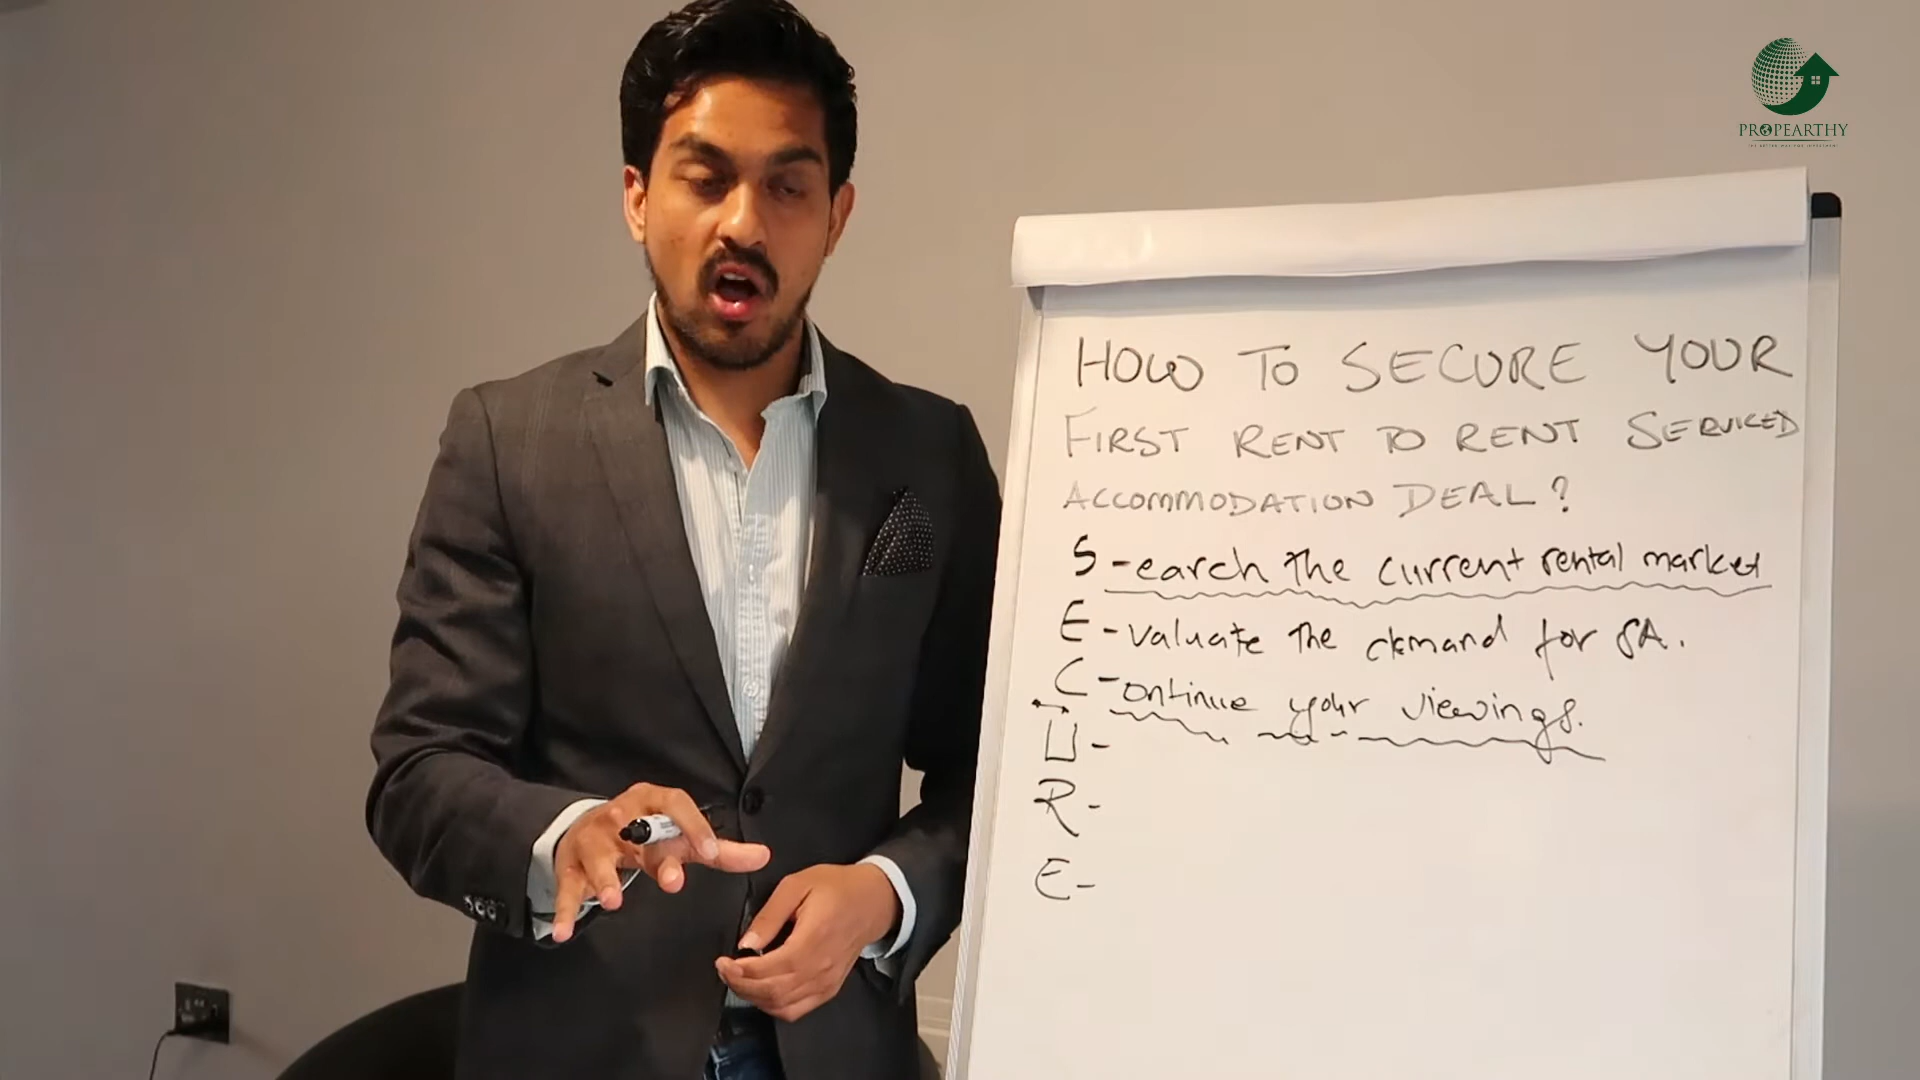 PROPEARTHY
HOW TO SECURE YOUR
FIRST RENT TO RENT SERVICED
ACCOMMODATION DEAL?
S-earch the current rental market
E-valuate the demand for SA.
C-ontinue your viewings.
U-
R-
E-